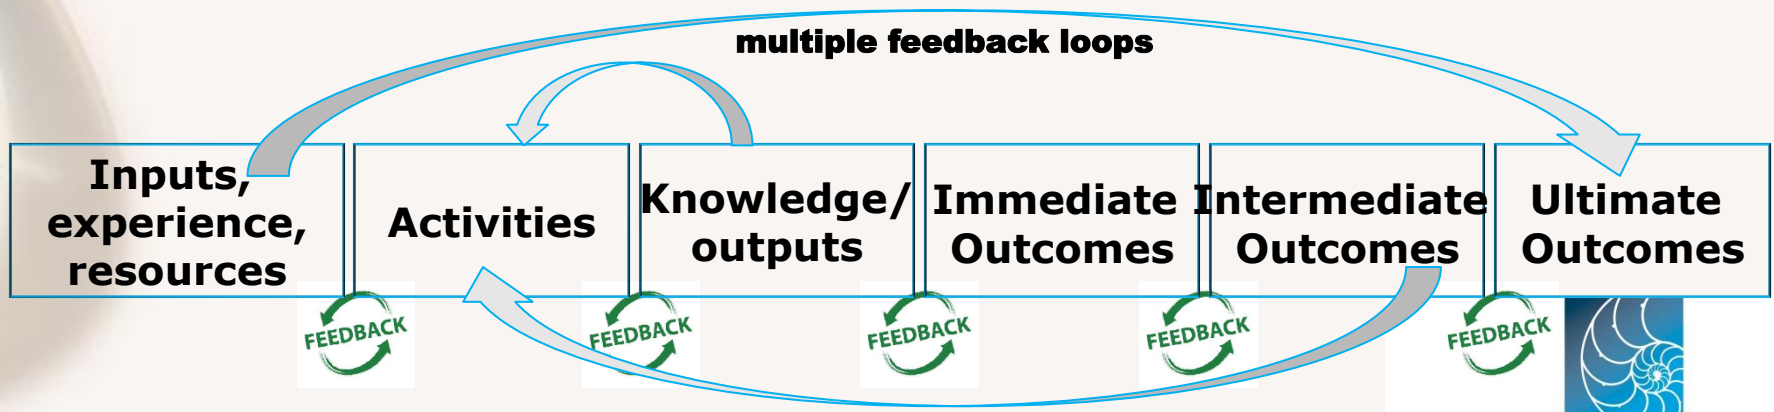 multiple feedback loops
Inputs,
experience,
resources
Activities
Knowledge/
outputs
Immediate
Outcomes
Intermediate
Outcomes
Ultimate
Outcomes
FEEDBACK
FEEDBACK
FEEDBACK
FEEDBACK
FEEDBACK